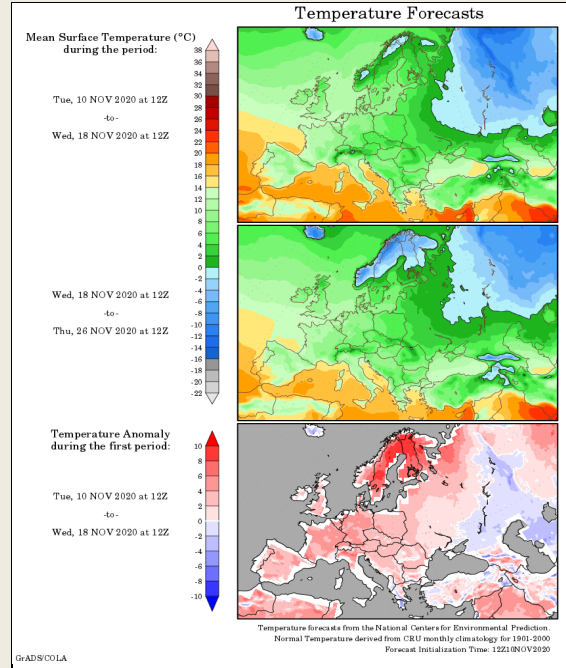 Temperature Forecasts
Mean Surface Temperature (°C)
during the period:
Tue, 10 NOV 2020 at 12Z
-to-
Wed, 18 NOV 2020 at 12Z
38
36
34
32
30
28
26
24
22
20
18
16
14
12
10
8
6
4
2
0
-2
-4
-6
-8
-10
-12
-14
-16
-18
-20
-22
Wed, 18 NOV 2020 at 12Z
-to-
Thu, 26 NOV 2020 at 12Z
Temperature Anomaly
during the first period:
Tue, 10 NOV 2020 at 12Z
-to-
Wed, 18 NOV 2020 at 12Z
10
8
6
4
2
0
-2
-4
-6
-8
-10
Temperature forecasts from the National Centers for Environmental Prediction.
Normal Temperature derived from CRU monthly climatology for 1901-2000
Forecast Initialization Time: 12Z10NOV2020
GrADS/COLA